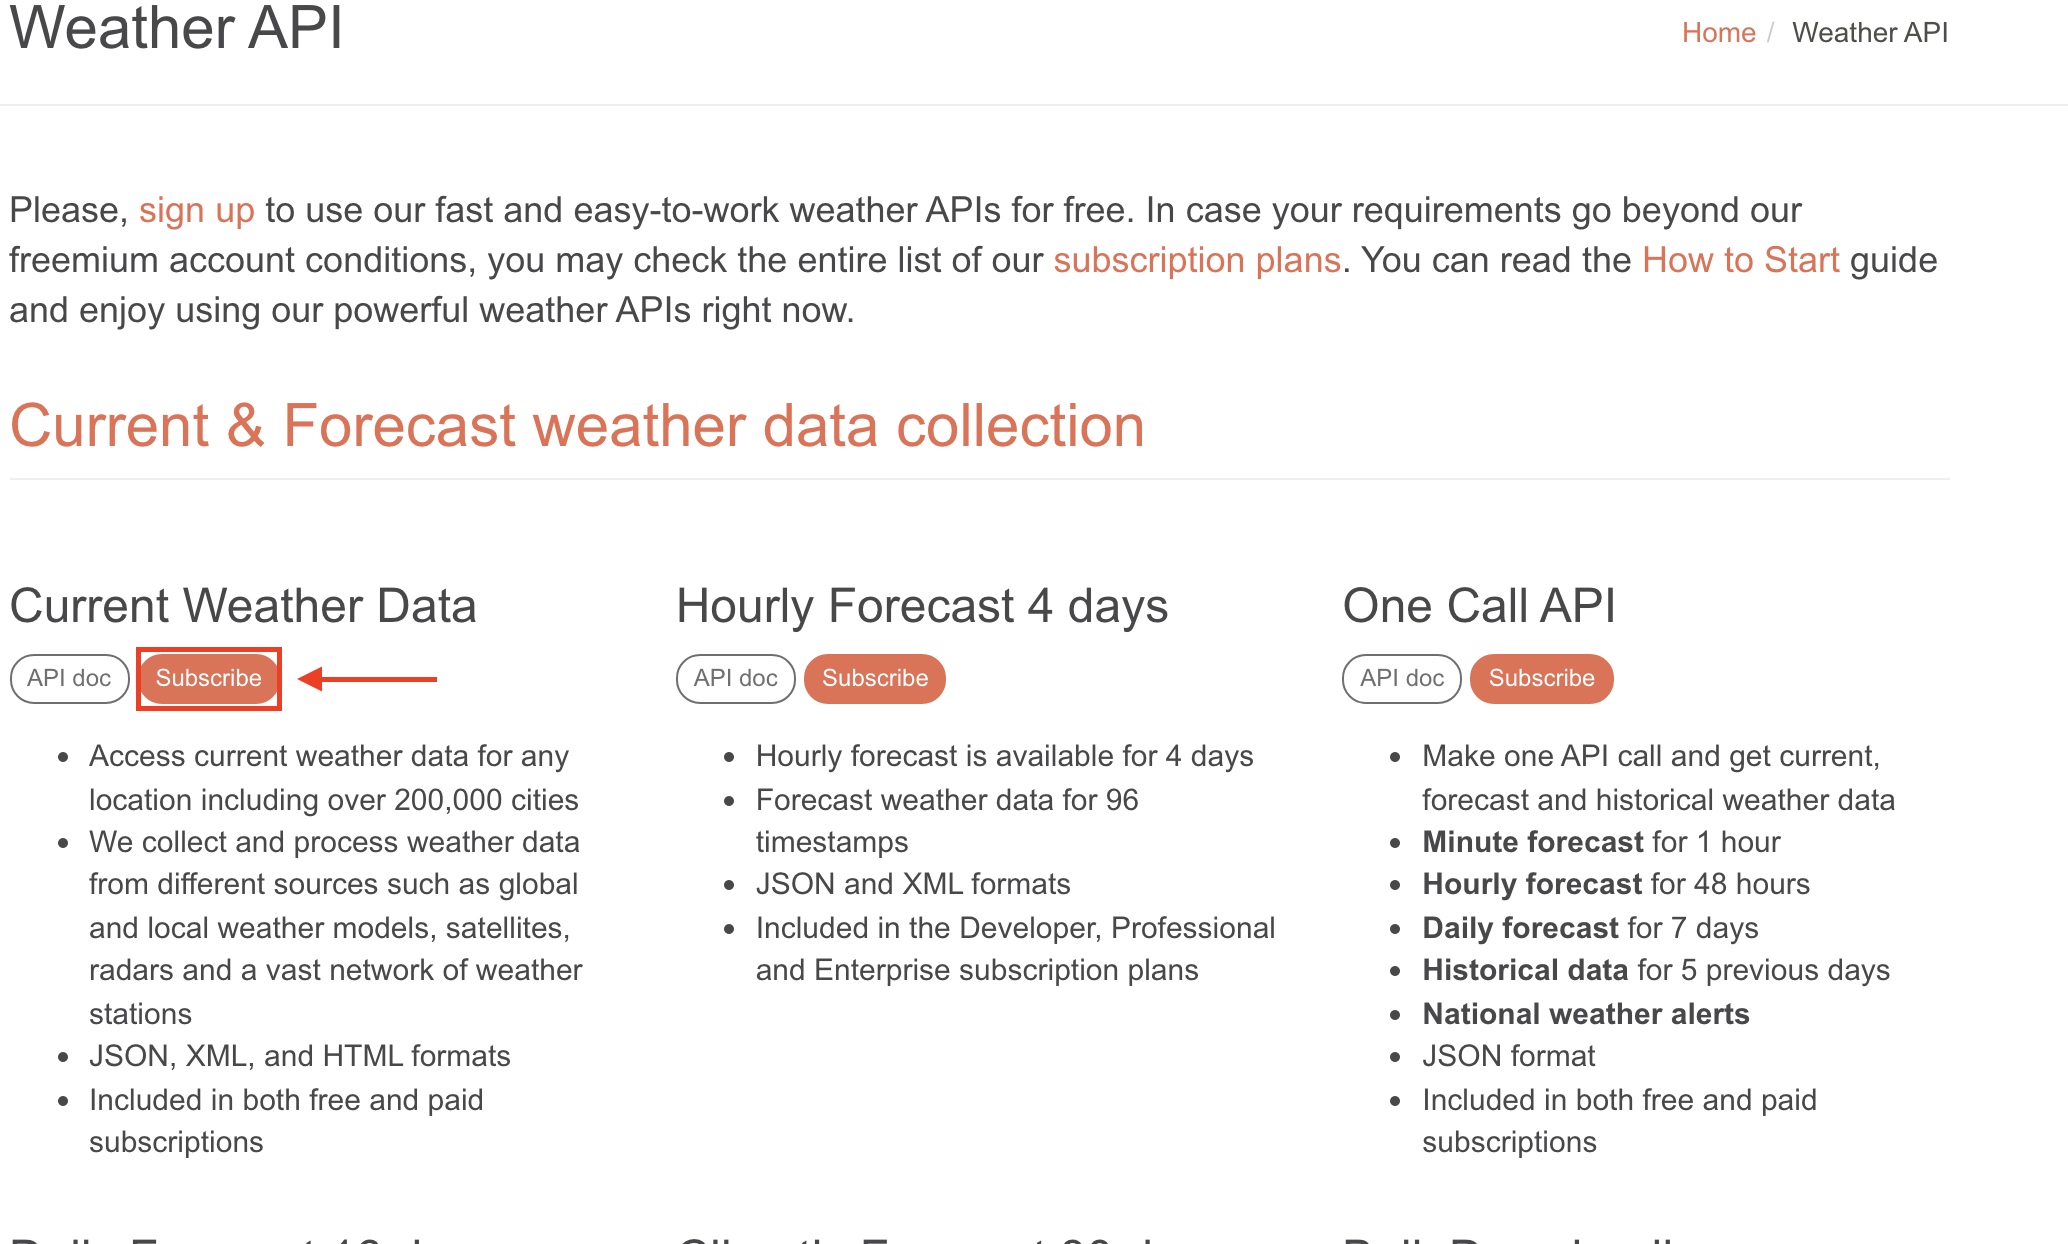 Weather API
Home / Weather API
Please, sign up to use our fast and easy-to-work weather APIs for free. In case your requirements go beyond our
freemium account conditions, you may check the entire list of our subscription plans. You can read the How to Start guide
and enjoy using our powerful weather APIs right now.
Current & Forecast weather data collection
Current Weather Data
API doc Subscribe
• Access current weather data for any
location including over 200,000 cities
• We collect and process weather data
from different sources such as global
and local weather models, satellites,
radars and a vast network of weather
stations
• JSON, XML, and HTML formats
• Included in both free and paid
subscriptions
Hourly Forecast 4 days
API doc Subscribe
• Hourly forecast is available for 4 days
• Forecast weather data for 96
timestamps
• JSON and XML formats
• Included in the Developer, Professional
and Enterprise subscription plans
One Call API
API doc Subscribe
• Make one API call and get current,
forecast and historical weather data
• Minute forecast for 1 hour
• Hourly forecast for 48 hours
• Daily forecast for 7 days
• Historical data for 5 previous days
• National weather alerts
• JSON format
• Included in both free and paid
subscriptions